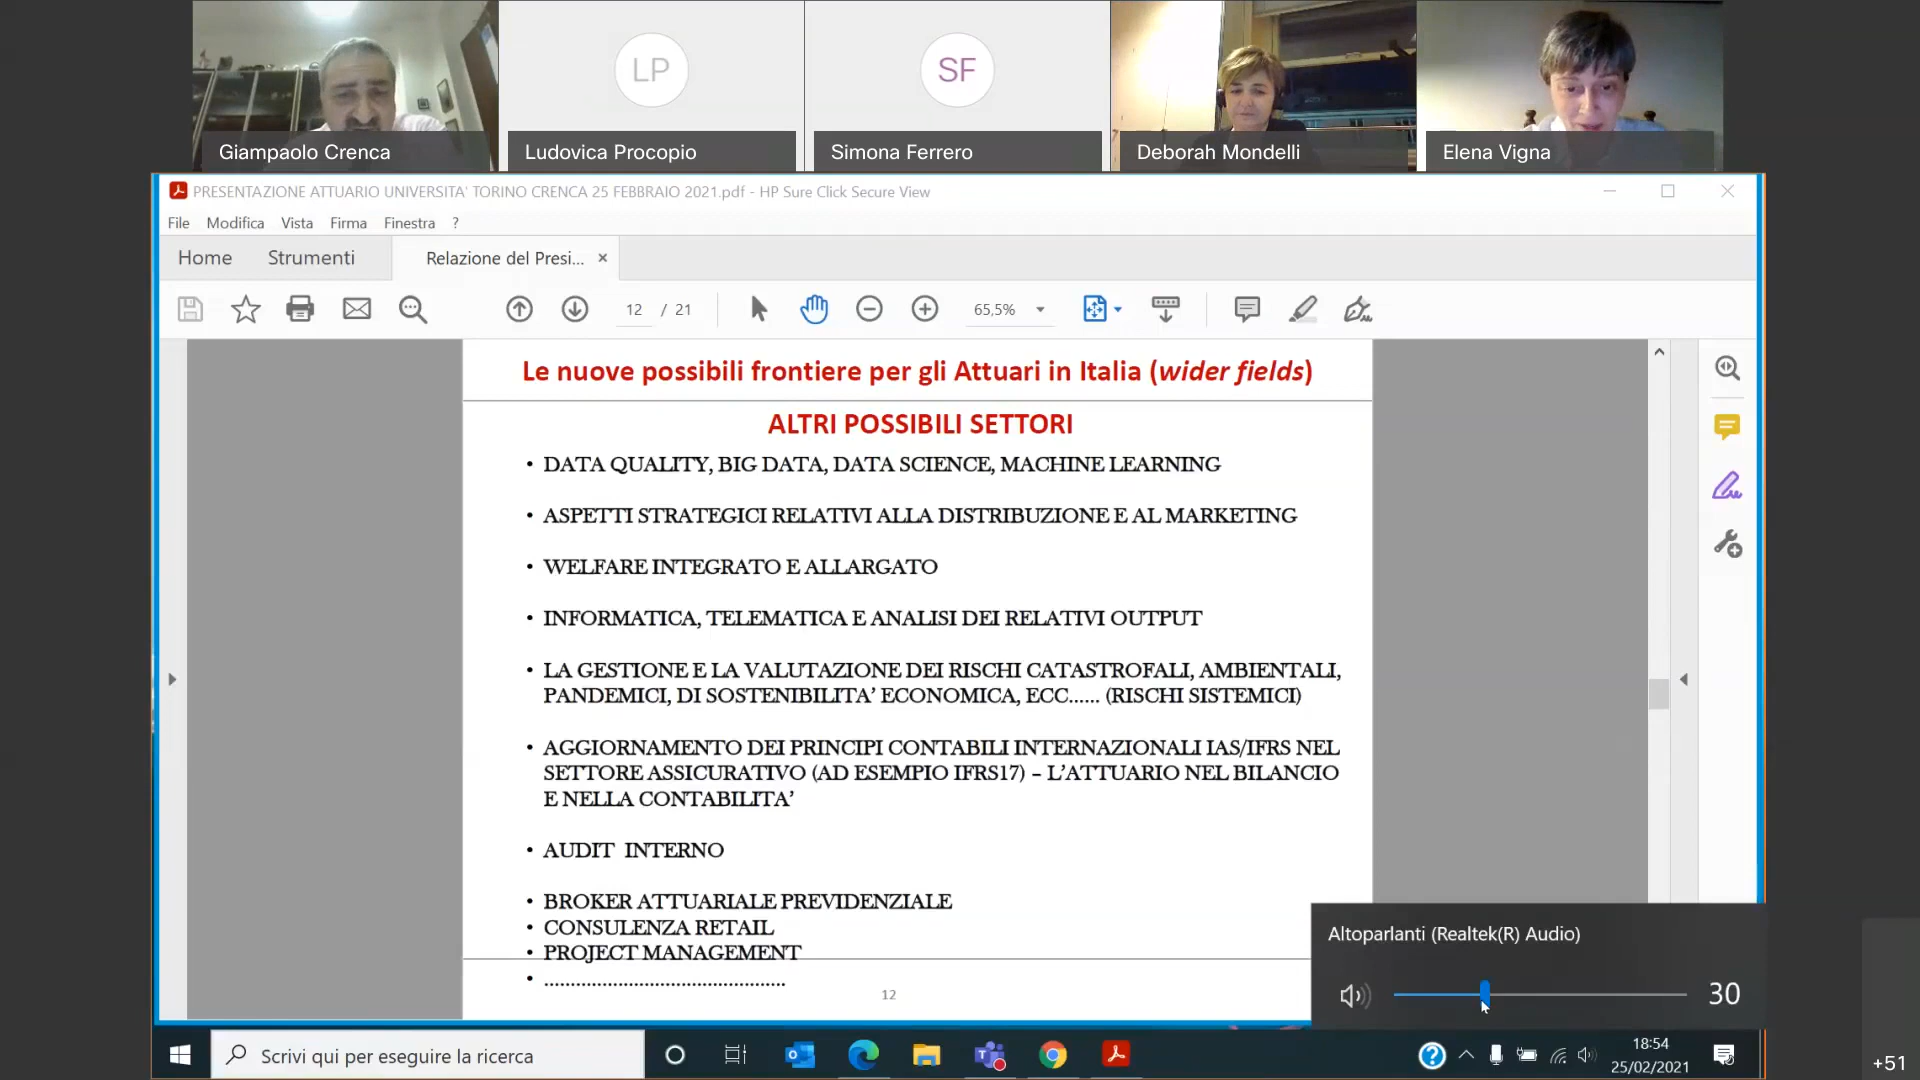 LP
SF
Giampaolo Crenca
Ludovica Procopio
Simona Ferrero
Deborah Mondelli
Elena Vigna
PRESENTAZIONE ATTUARIO UNIVERSITA' TORINO CRENCA 25 FEBBRAIO 2021.pdf - HP Sure Click Secure View
File Modifica Vista Firma Finestra ?
Home Strumenti Relazione del Presi... ×
12 / 21 65,5%
Le nuove possibili frontiere per gli Attuari in Italia (wider fields)
ALTRI POSSIBILI SETTORI
• DATA QUALITY, BIG DATA, DATA SCIENCE, MACHINE LEARNING
• ASPETTI STRATEGICI RELATIVI ALLA DISTRIBUZIONE E AL MARKETING
• WELFARE INTEGRATO E ALLARGATO
• INFORMATICA, TELEMATICA E ANALISI DEI RELATIVI OUTPUT
• LA GESTIONE E LA VALUTAZIONE DEI RISCHI CATASTROFALI, AMBIENTALI,
PANDEMICI, DI SOSTENIBILITA’ ECONOMICA, ECC...... (RISCHI SISTEMICI)
• AGGIORNAMENTO DEI PRINCIPI CONTABILI INTERNAZIONALI IAS/IFRS NEL
SETTORE ASSICURATIVO (AD ESEMPIO IFRS17) – L’ATTUARIO NEL BILANCIO
E NELLA CONTABILITA’
• AUDIT INTERNO
• BROKER ATTUARIALE PREVIDENZIALE
• CONSULENZA RETAIL
• PROJECT MANAGEMENT
• ..............................................
12
Altoparlanti (Realtek(R) Audio)
30
Scrivi qui per eseguire la ricerca
18:54
25/02/2021
+51